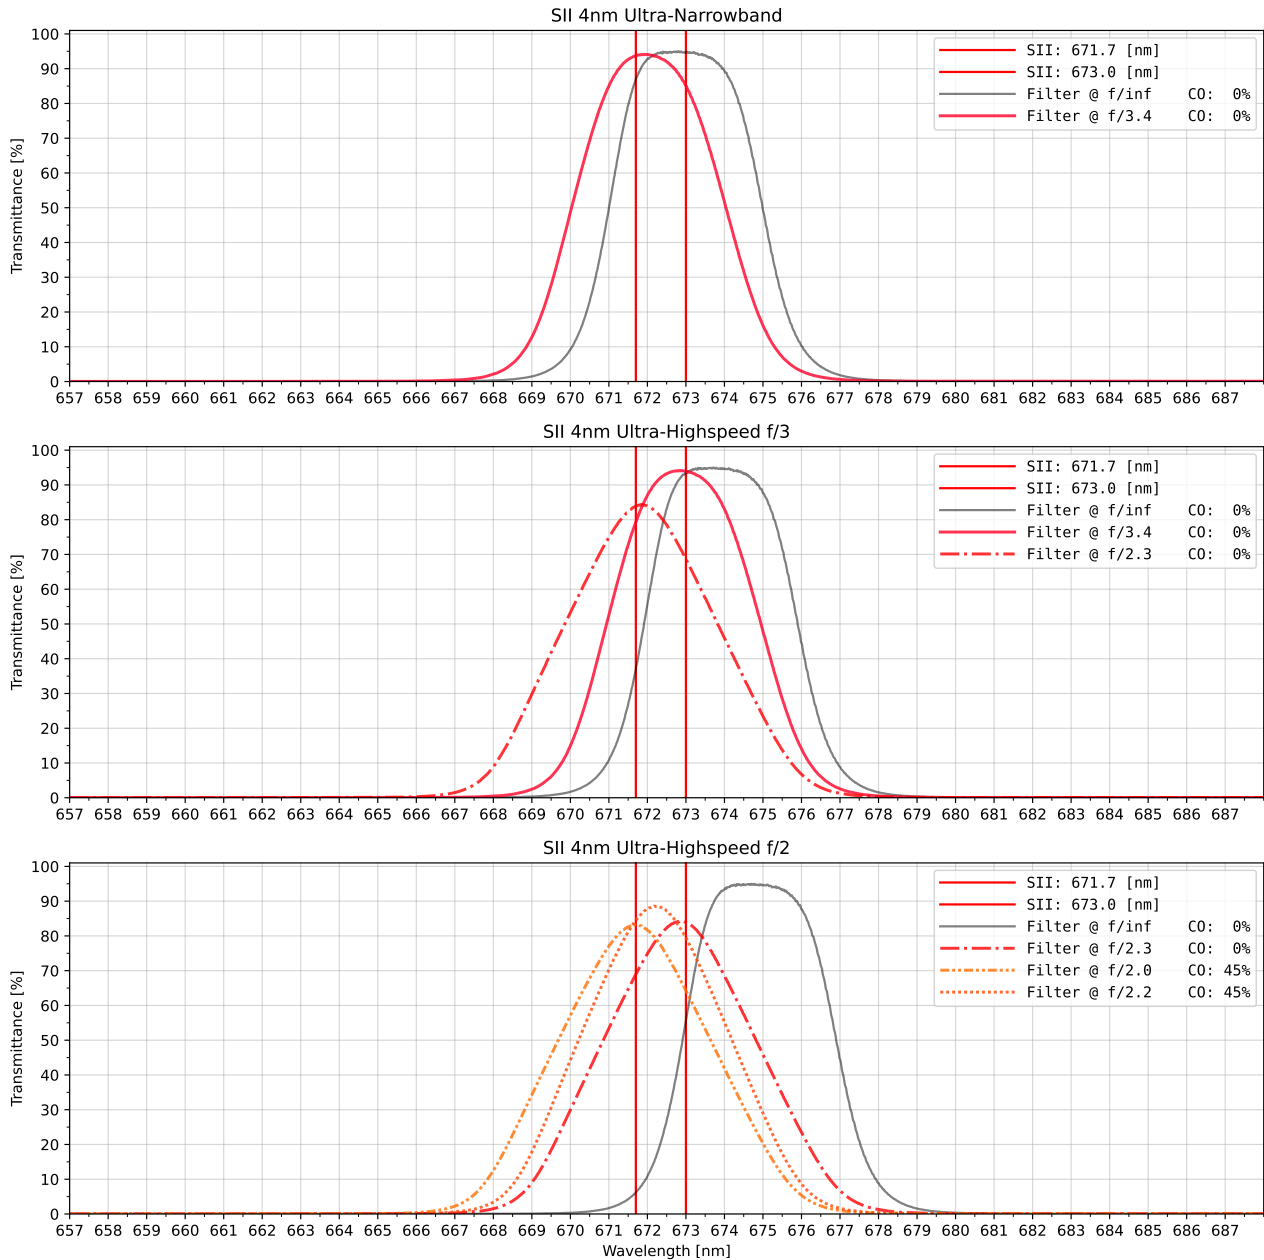 SII 4nm Ultra-Narrowband
100
90
80
70
60
50
40
30
20
10
0
Transmittance [%]
SII: 671.7 [nm]
SII: 673.0 [nm]
Filter @ f/inf CO: 0%
Filter @ f/3.4 CO: 0%
657 658 659 660 661 662 663 664 665 666 667 668 669 670 671 672 673 674 675 676 677 678 679 680 681 682 683 684 685 686 687
SII 4nm Ultra-Highspeed f/3
100
90
80
70
60
50
40
30
20
10
0
Transmittance [%]
SII: 671.7 [nm]
SII: 673.0 [nm]
Filter @ f/inf CO: 0%
Filter @ f/3.4 CO: 0%
Filter @ f/2.3 CO: 0%
657 658 659 660 661 662 663 664 665 666 667 668 669 670 671 672 673 674 675 676 677 678 679 680 681 682 683 684 685 686 687
SII 4nm Ultra-Highspeed f/2
100
90
80
70
60
50
40
30
20
10
0
Transmittance [%]
SII: 671.7 [nm]
SII: 673.0 [nm]
Filter @ f/inf CO: 0%
Filter @ f/2.3 CO: 0%
Filter @ f/2.0 CO: 45%
Filter @ f/2.2 CO: 45%
657 658 659 660 661 662 663 664 665 666 667 668 669 670 671 672 673 674 675 676 677 678 679 680 681 682 683 684 685 686 687
Wavelength [nm]